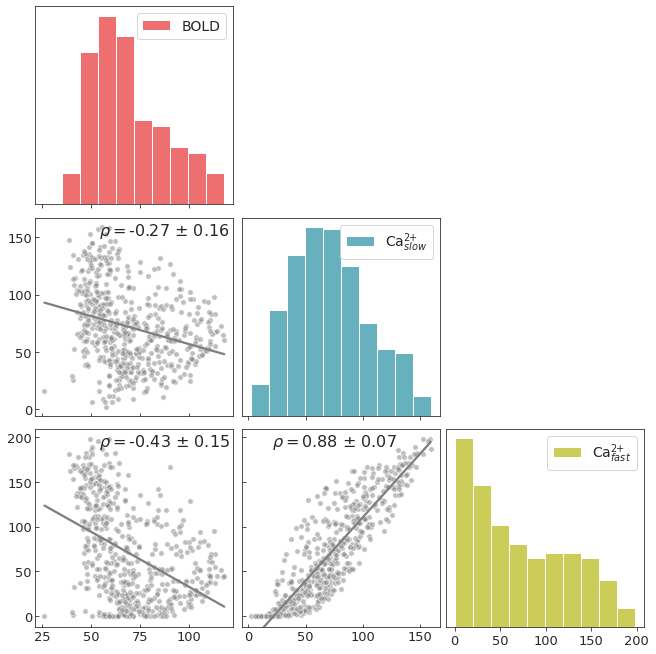 BOLD
ρ = -0.27 ± 0.16
150
100
50
0
Ca²⁺slow
ρ = -0.43 ± 0.15
200
150
100
50
0
ρ = 0.88 ± 0.07
Ca²⁺fast
25 50 75 100
0 50 100 150
0 50 100 150 200